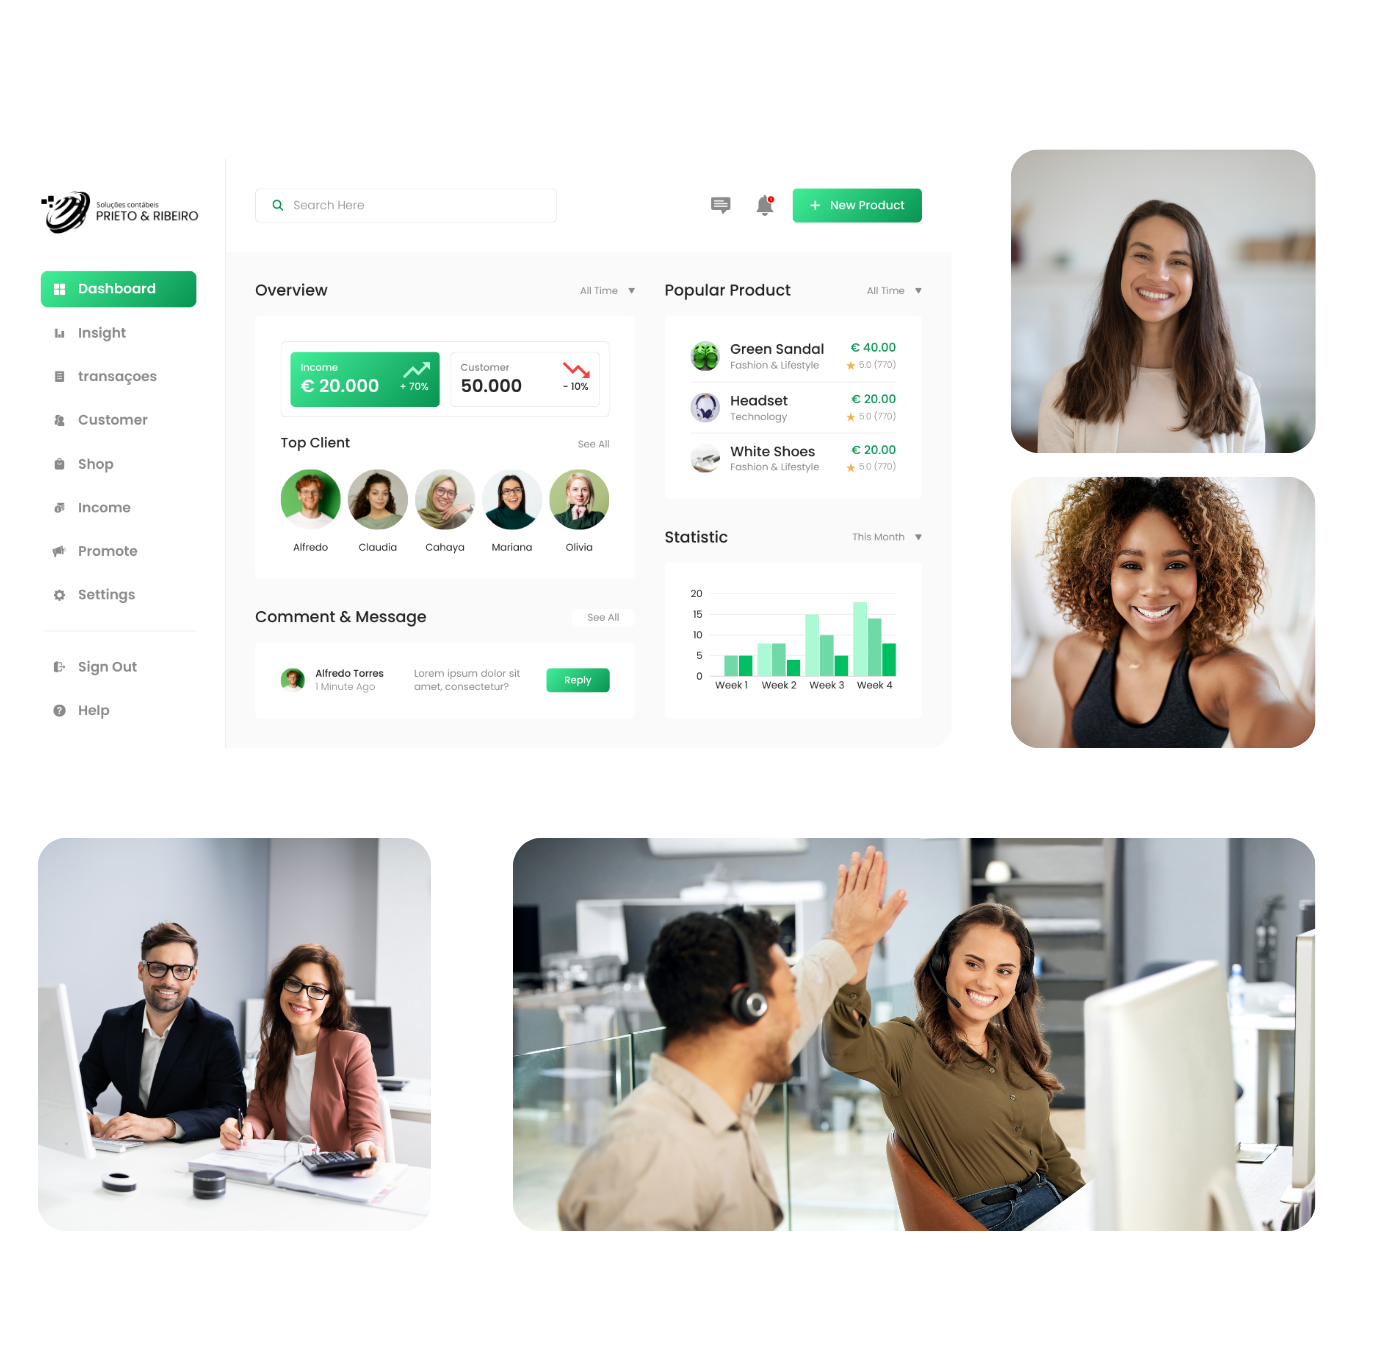 Soluções contábeis
PRIETO & RIBEIRO
Dashboard
Insight
transaçoes
Customer
Shop
Income
Promote
Settings
Sign Out
Help
Search Here
New Product
Overview
All Time
Income
€ 20.000
+ 70%
Customer
50.000
- 10%
Top Client
See All
Alfredo
Claudia
Cahaya
Mariana
Olivia
Comment & Message
See All
Alfredo Torres
1 Minute Ago
Lorem ipsum dolor sit
amet, consectetur?
Reply
Popular Product
All Time
Green Sandal
€ 40.00
Fashion & Lifestyle
5.0 (770)
Headset
€ 20.00
Technology
5.0 (770)
White Shoes
€ 20.00
Fashion & Lifestyle
5.0 (770)
Statistic
This Month
20
15
10
5
0
Week 1
Week 2
Week 3
Week 4